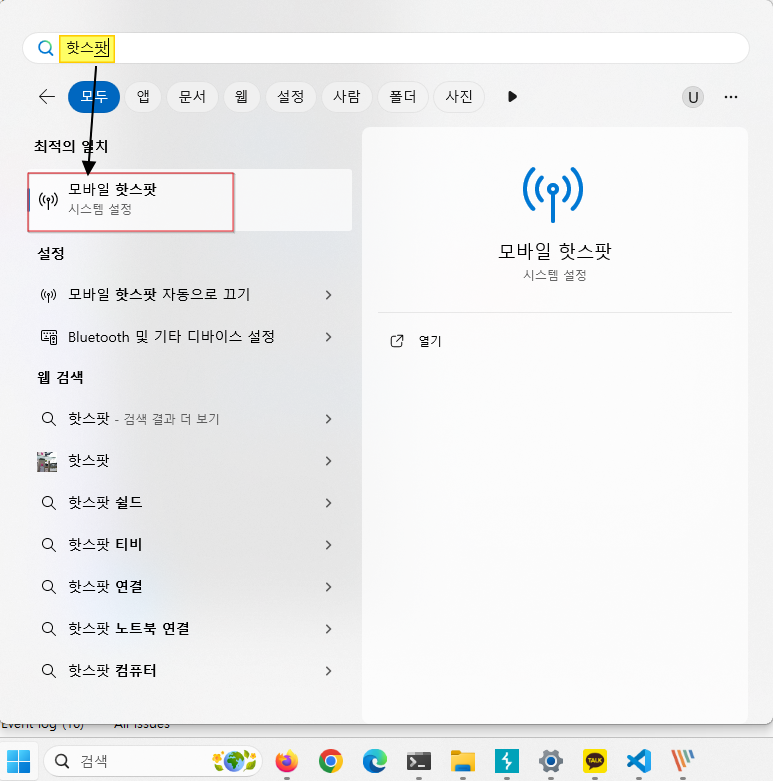 핫스팟
모두 앱 문서 웹 설정 사람 폴더 사진 U
최적의 일치
모바일 핫스팟
시스템 설정
설정
모바일 핫스팟 자동으로 끄기
Bluetooth 및 기타 디바이스 설정
웹 검색
핫스팟 - 검색 결과 더 보기
핫스팟
핫스팟 쉴드
핫스팟 티비
핫스팟 연결
핫스팟 노트북 연결
핫스팟 컴퓨터
모바일 핫스팟
시스템 설정
열기
Event log (10) All issues
검색
TALK